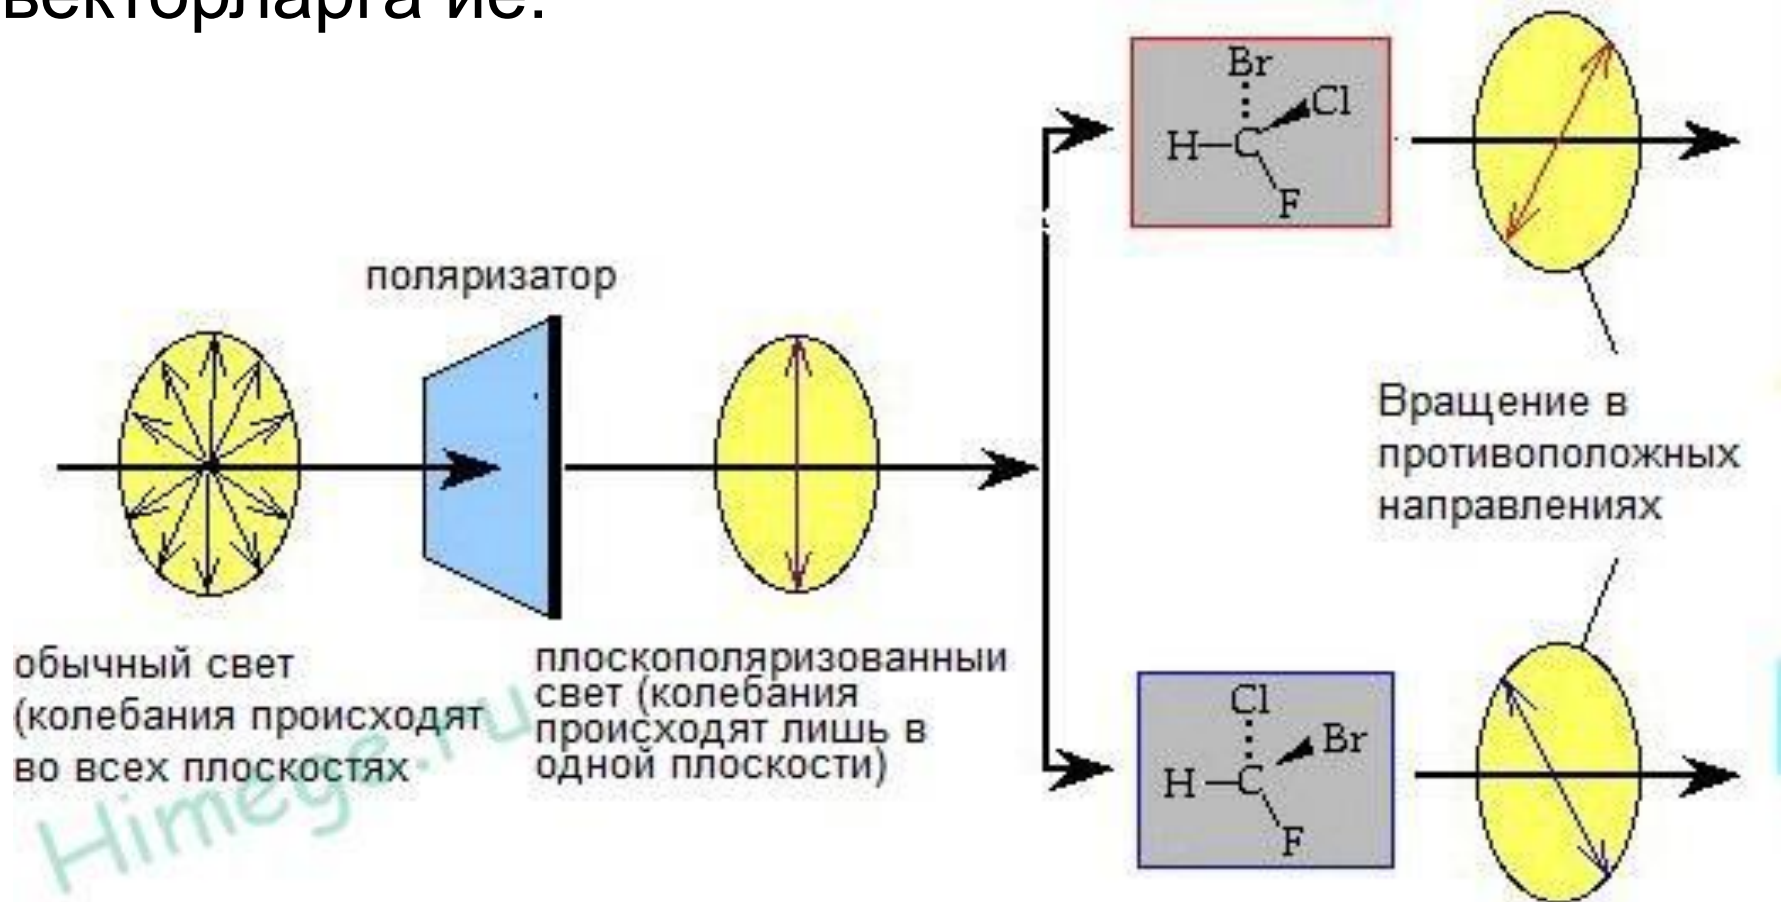 векторларга ие.
Br
Cl
H C
F
поляризатор
Вращение в
противоположных
направлениях
обычный свет
(колебания происходят
во всех плоскостях
плоскополяризованный
свет (колебания
происходят лишь в
одной плоскости)
Cl
Br
H C
F
Himege.ru